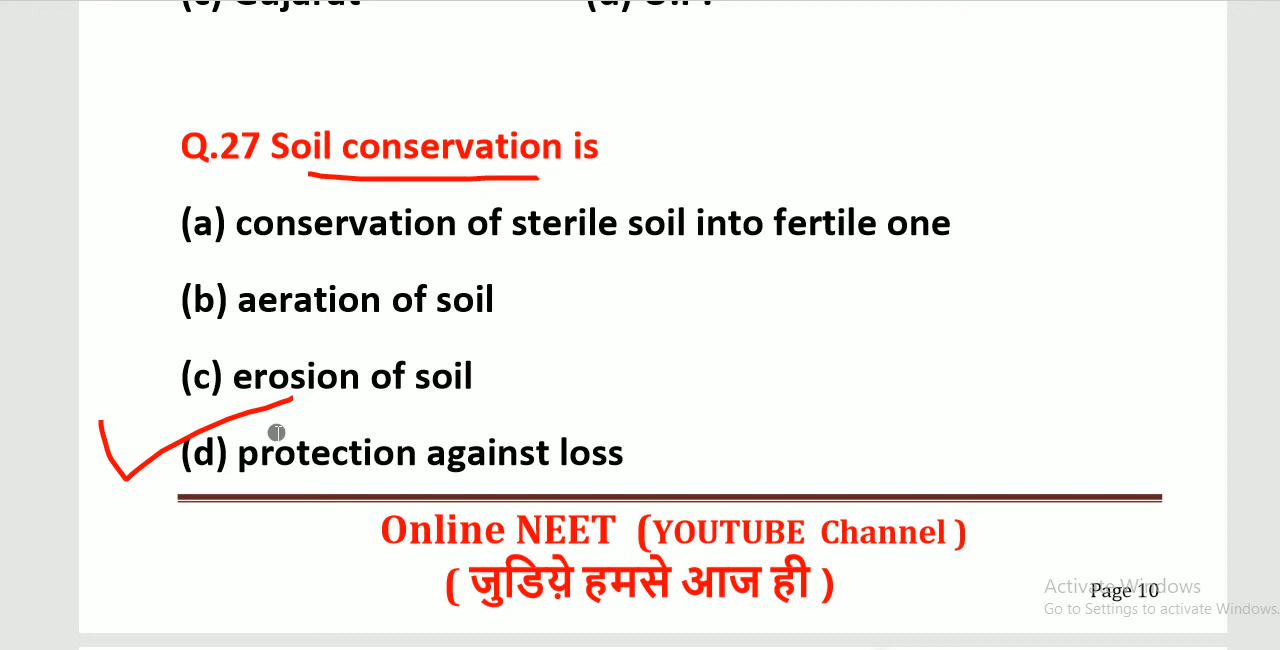 Q.27 Soil conservation is
(a) conservation of sterile soil into fertile one
(b) aeration of soil
(c) erosion of soil
(d) protection against loss
Online NEET (YOUTUBE Channel )
( जुडिय़े हमसे आज ही )
Activate Windows
Page 10
Go to Settings to activate Windows.